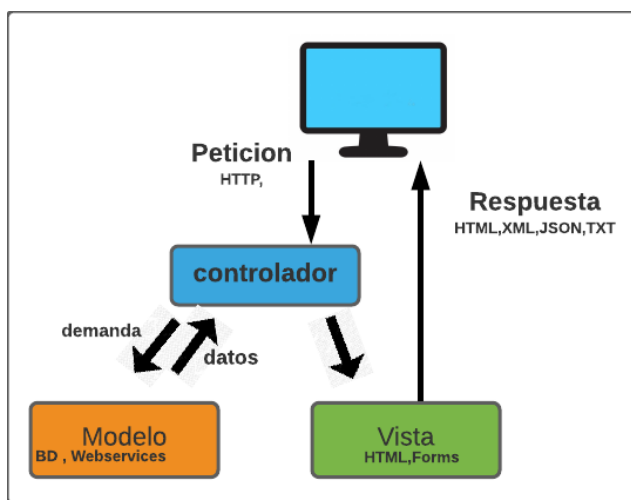 Peticion
HTTP,
Respuesta
HTML,XML,JSON,TXT
controlador
demanda
datos
Modelo
BD , Webservices
Vista
HTML,Forms